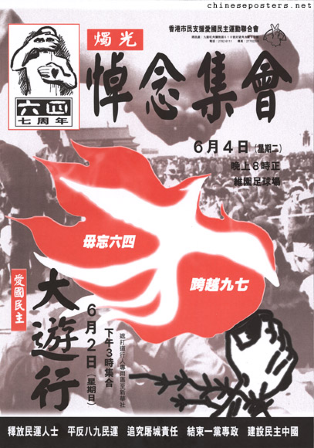 chineseposters.net
香港市民支援愛國民主運動聯合會
燭光
悼念集會
六四
七周年
6月4日(星期二)
晚上8時正
維園足球場
毋忘六四
跨越九七
愛國民主
大遊行
6月2日(星期日)
下午3時集合
釋放民運人士 平反八九民運 追究屠城責任 結束一黨專政 建設民主中國